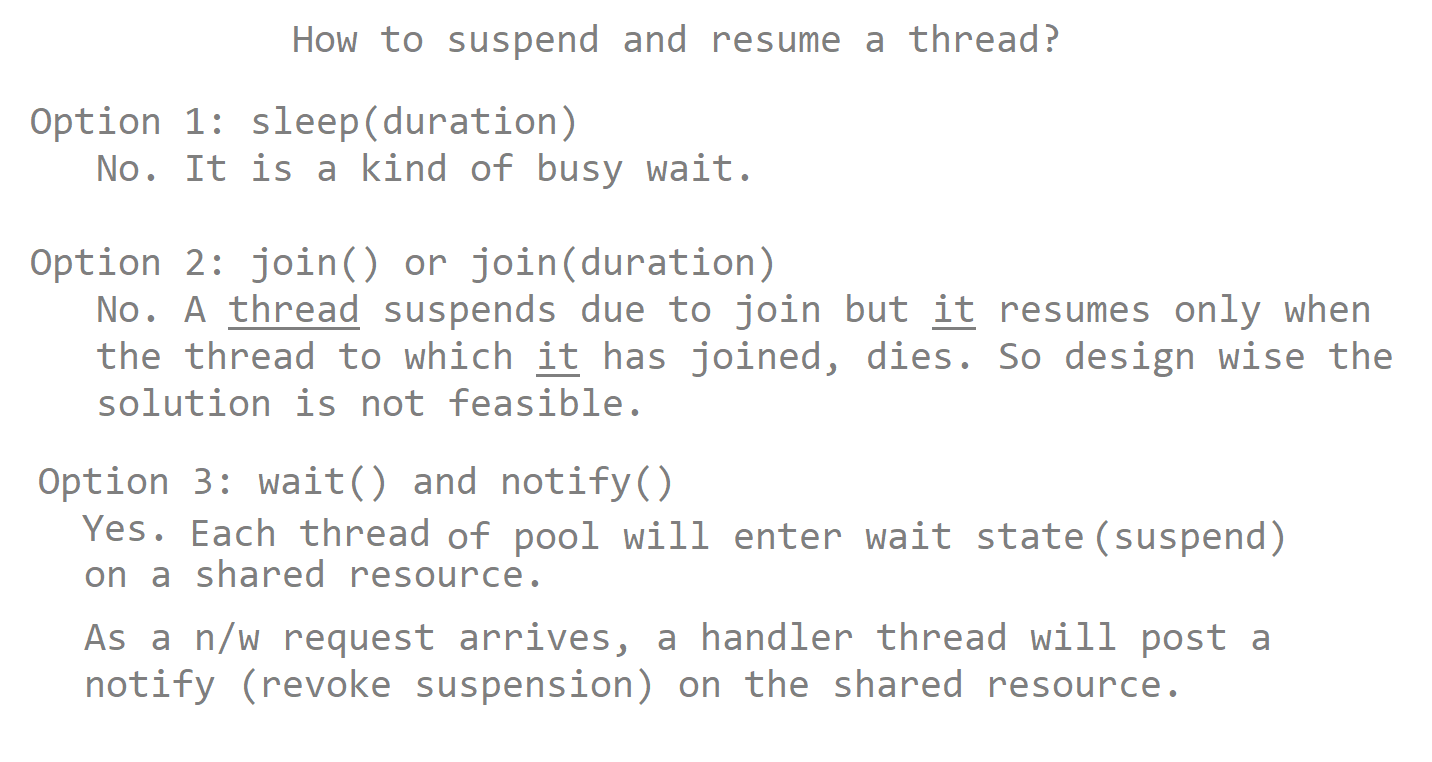 How to suspend and resume a thread?
Option 1: sleep(duration)
No. It is a kind of busy wait.
Option 2: join() or join(duration)
No. A thread suspends due to join but it resumes only when
the thread to which it has joined, dies. So design wise the
solution is not feasible.
Option 3: wait() and notify()
Yes. Each thread of pool will enter wait state(suspend)
on a shared resource.
As a n/w request arrives, a handler thread will post a
notify (revoke suspension) on the shared resource.